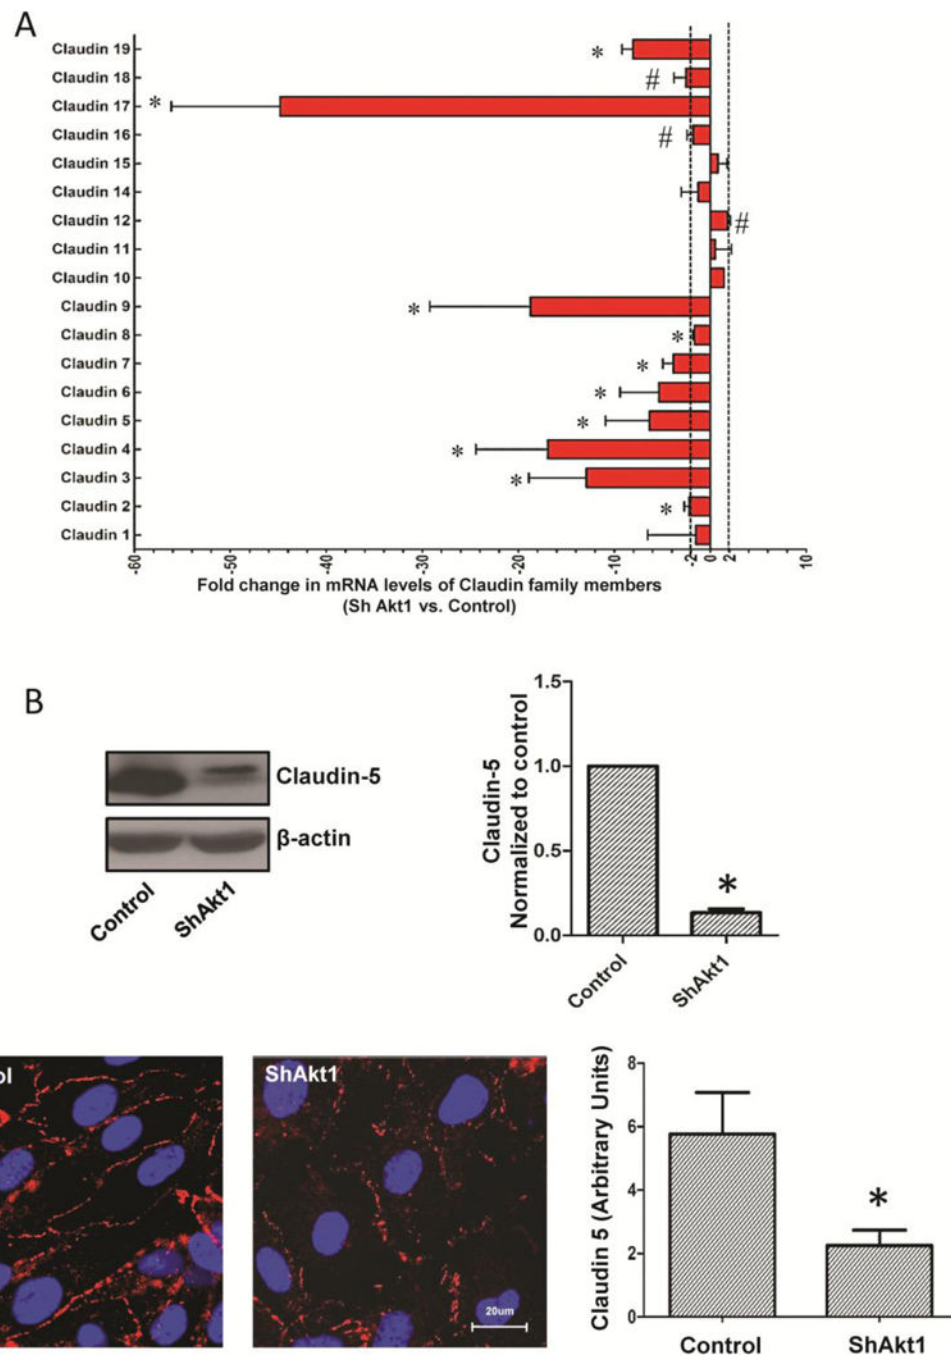 A
Claudin 19
*
Claudin 18
#
Claudin 17
*
Claudin 16
#
Claudin 15
Claudin 14
Claudin 12
#
Claudin 11
Claudin 10
Claudin 9
*
Claudin 8
*
Claudin 7
*
Claudin 6
*
Claudin 5
*
Claudin 4
*
Claudin 3
*
Claudin 2
*
Claudin 1
-60 -50 -40 -30 -20 -10 -2 0 2 10
Fold change in mRNA levels of Claudin family members
(Sh Akt1 vs. Control)
B
Claudin-5
β-actin
Control
ShAkt1
Claudin-5
Normalized to control
1.5
1.0
0.5
0.0
*
Control
ShAkt1
ol
ShAkt1
20um
Claudin 5 (Arbitrary Units)
8
6
4
2
0
*
Control
ShAkt1